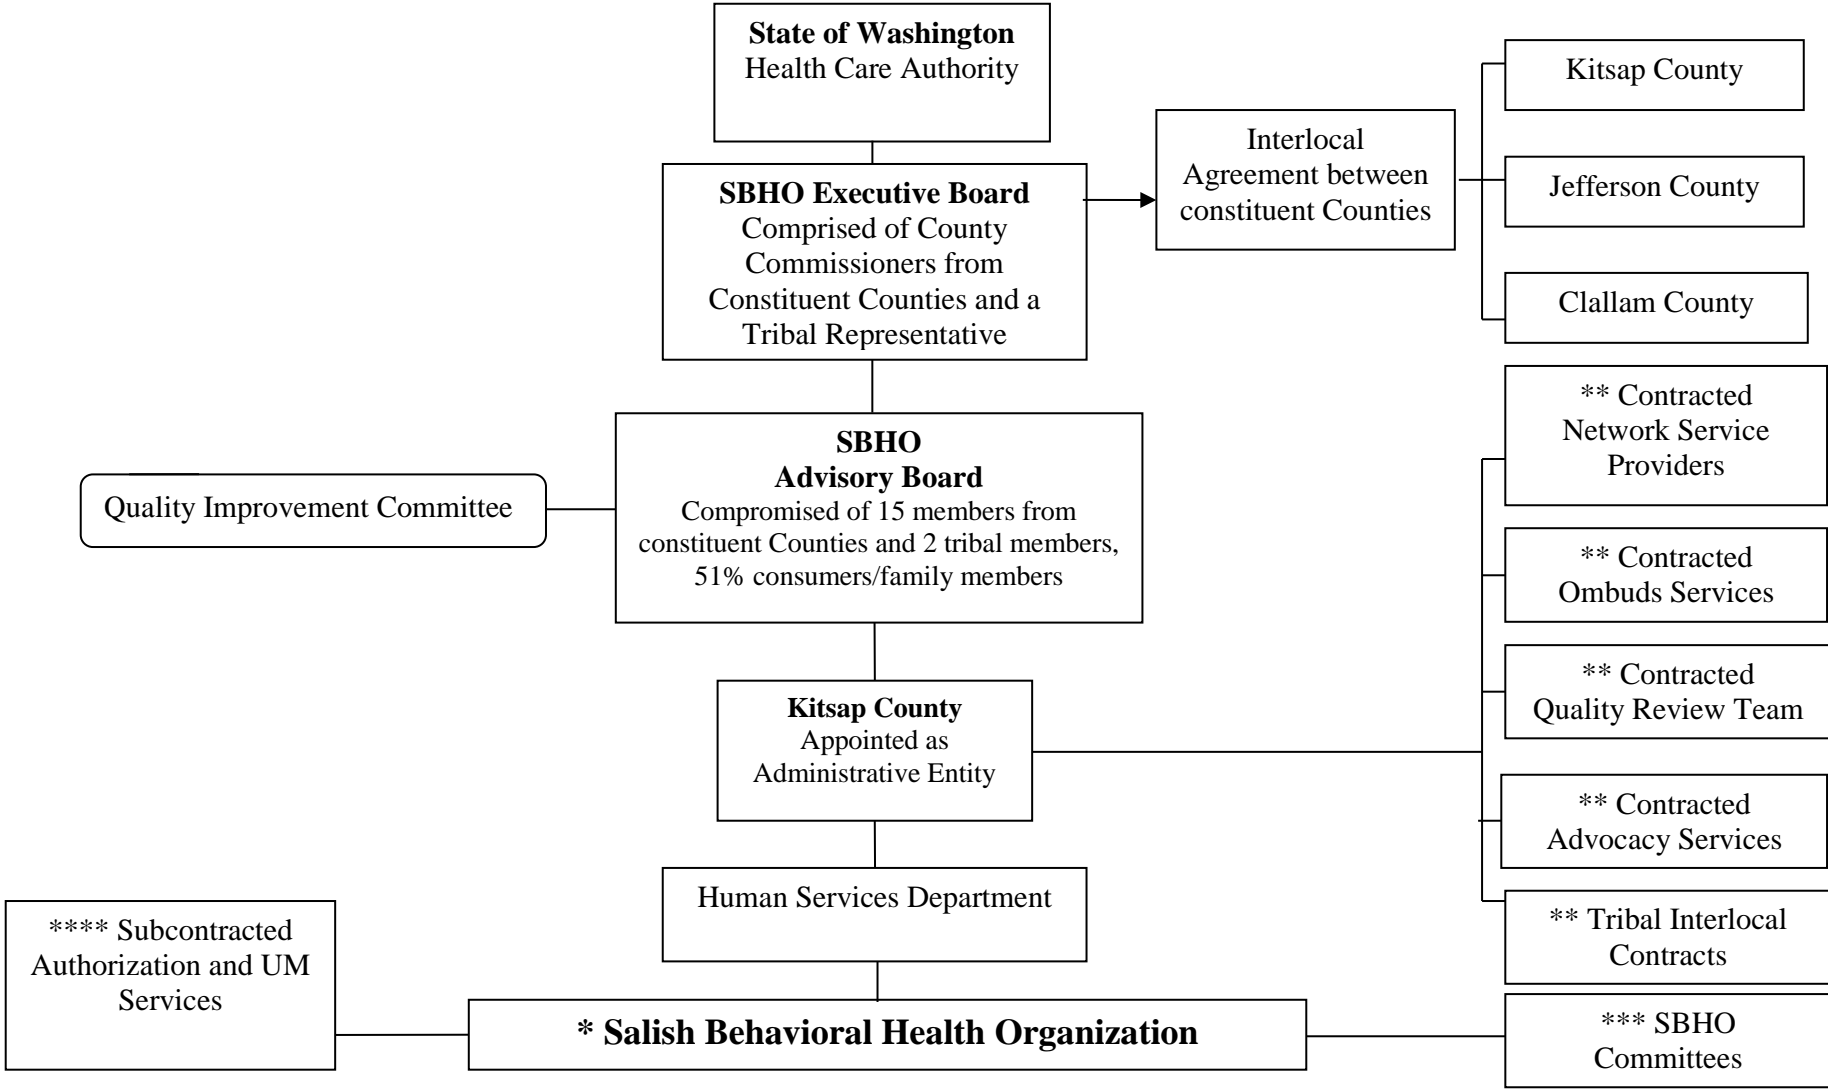 State of Washington
Health Care Authority
SBHO Executive Board
Comprised of County
Commissioners from
Constituent Counties and a
Tribal Representative
Interlocal
Agreement between
constituent Counties
Kitsap County
Jefferson County
Clallam County
SBHO
Advisory Board
Compromised of 15 members from
constituent Counties and 2 tribal members,
51% consumers/family members
Quality Improvement Committee
Kitsap County
Appointed as
Administrative Entity
** Contracted
Network Service
Providers
** Contracted
Ombuds Services
** Contracted
Quality Review Team
** Contracted
Advocacy Services
** Tribal Interlocal
Contracts
Human Services Department
**** Subcontracted
Authorization and UM
Services
* Salish Behavioral Health Organization
*** SBHO
Committees